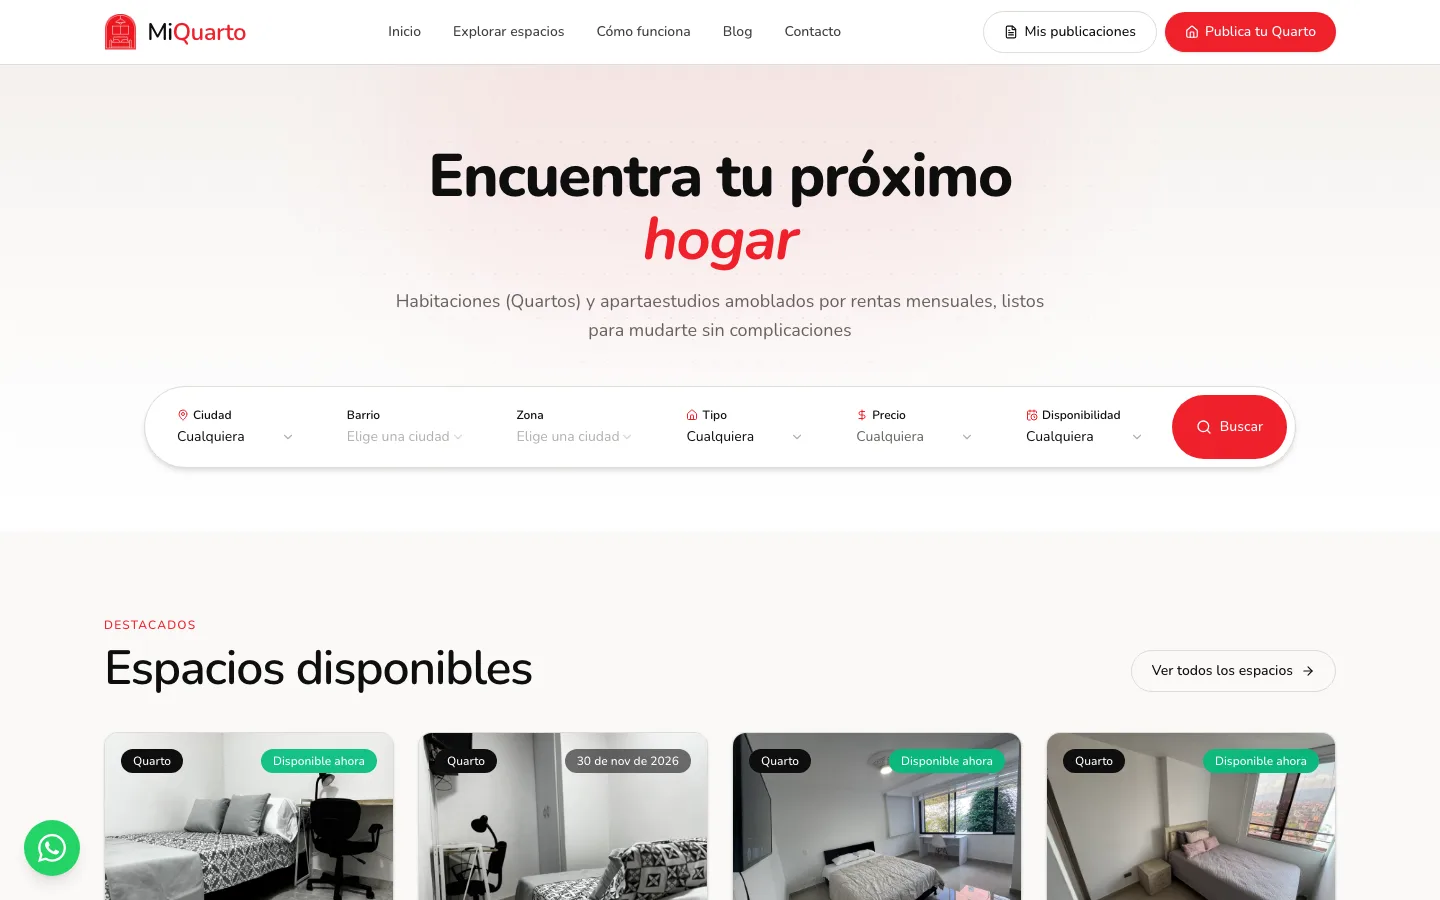 MiQuarto
Inicio
Explorar espacios
Cómo funciona
Blog
Contacto
Mis publicaciones
Publica tu Quarto
Encuentra tu próximo
hogar
Habitaciones (Quartos) y apartaestudios amoblados por rentas mensuales, listos
para mudarte sin complicaciones
Ciudad
Cualquiera
Barrio
Elige una ciudad
Zona
Elige una ciudad
Tipo
Cualquiera
Precio
Cualquiera
Disponibilidad
Cualquiera
Buscar
DESTACADOS
Espacios disponibles
Ver todos los espacios
Quarto
Disponible ahora
Quarto
30 de nov de 2026
Quarto
Disponible ahora
Quarto
Disponible ahora